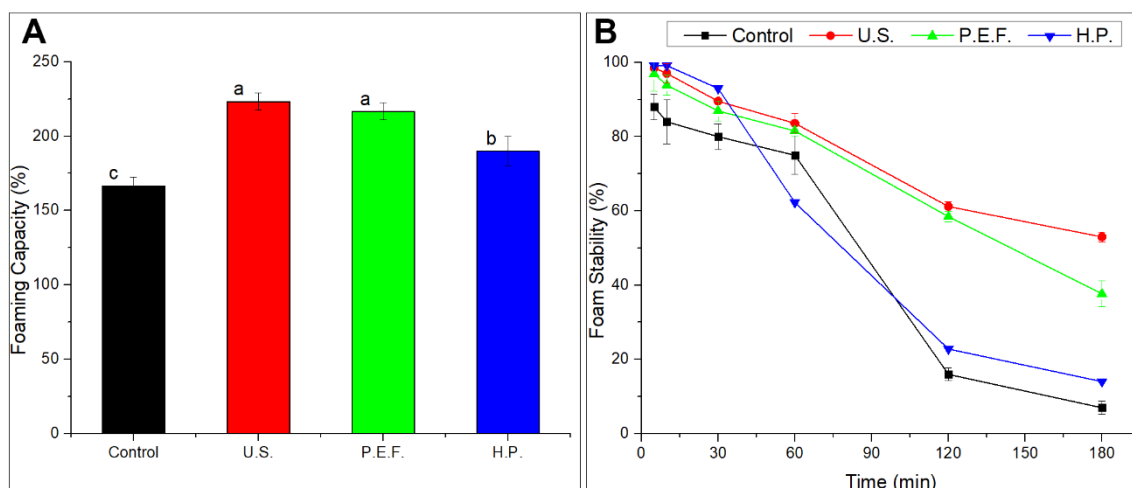 A
Foaming Capacity (%)
250
200
150
100
50
0
c
a
a
b
Control U.S. P.E.F. H.P.
B
Control U.S. P.E.F. H.P.
Foam Stability (%)
100
80
60
40
20
0
0 30 60 90 120 150 180
Time (min)